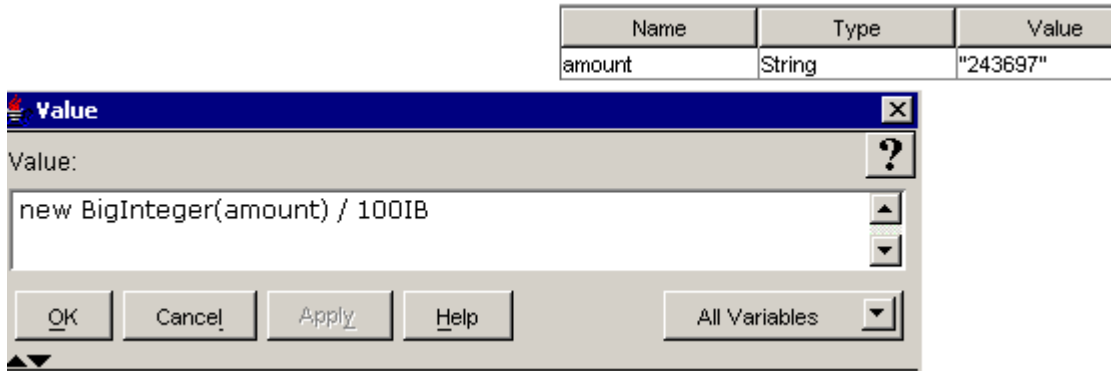 Name Type Value
amount String "243697"
Value
Value:
?
new BigInteger(amount) / 100IB
OK Cancel Apply Help All Variables